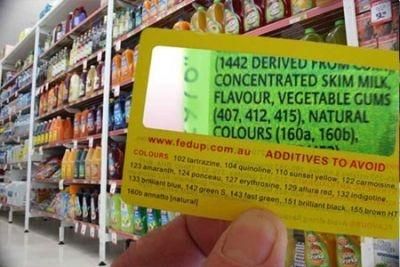 (1442 DERIVED FROM
CONCENTRATED SKIM MILK,
FLAVOUR, VEGETABLE GUMS
(407, 412, 415), NATURAL
COLOURS (160a, 160b).
www.fedup.com.au ADDITIVES TO AVOID
COLOURS 102 tartrazine, 104 quinoline, 110 sunset yellow, 122 carmoisine,
123 amaranth, 124 ponceau, 127 erythrosine, 129 allura red, 132 indigotine,
133 brilliant blue, 142 green S, 143 fast green, 151 brilliant black, 155 brown HT
160b annatto [natural]